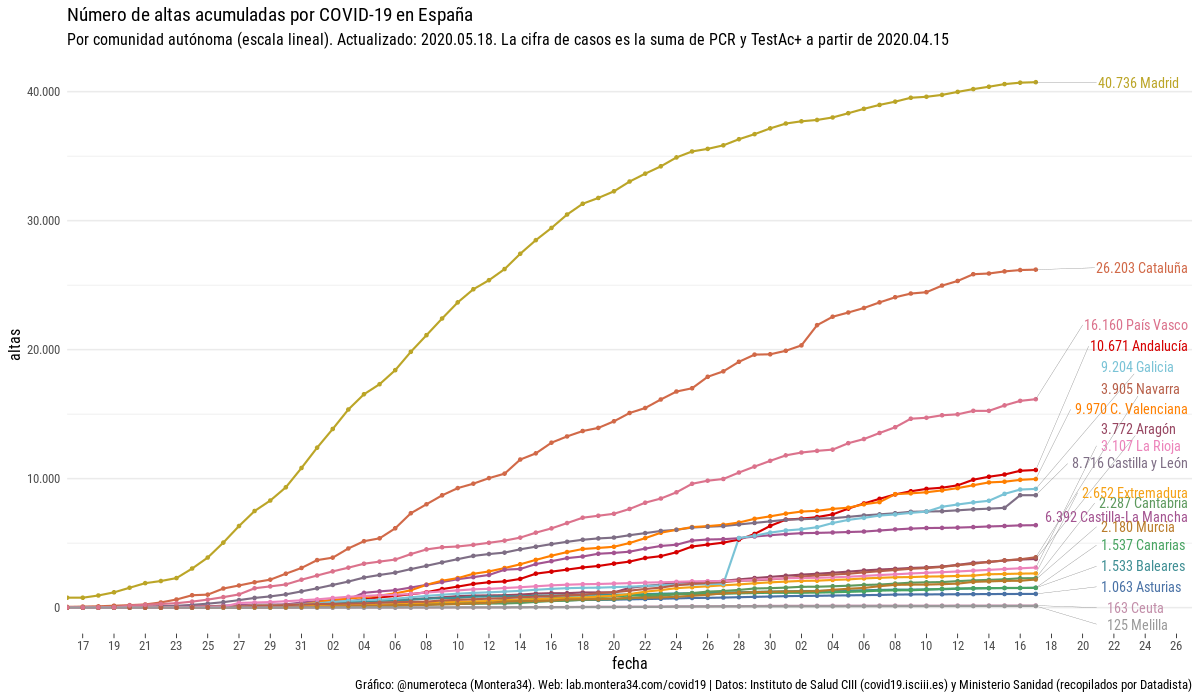 Número de altas acumuladas por COVID-19 en España
Por comunidad autónoma (escala lineal). Actualizado: 2020.05.18. La cifra de casos es la suma de PCR y TestAc+ a partir de 2020.04.15
altas
40.000
30.000
20.000
10.000
0
40.736 Madrid
26.203 Cataluña
16.160 País Vasco
10.671 Andalucía
9.204 Galicia
3.905 Navarra
9.970 C. Valenciana
3.772 Aragón
3.107 La Rioja
8.716 Castilla y León
2.652 Extremadura
2.287 Cantabria
6.392 Castilla-La Mancha
2.180 Murcia
1.537 Canarias
1.533 Baleares
1.063 Asturias
163 Ceuta
125 Melilla
17 19 21 23 25 27 29 31 02 04 06 08 10 12 14 16 18 20 22 24 26 28 30 02 04 06 08 10 12 14 16 18 20 22 24 26
fecha
Gráfico: @numeroteca (Montera34). Web: lab.montera34.com/covid19 | Datos: Instituto de Salud CIII (covid19.isciii.es) y Ministerio Sanidad (recopilados por Datadista)